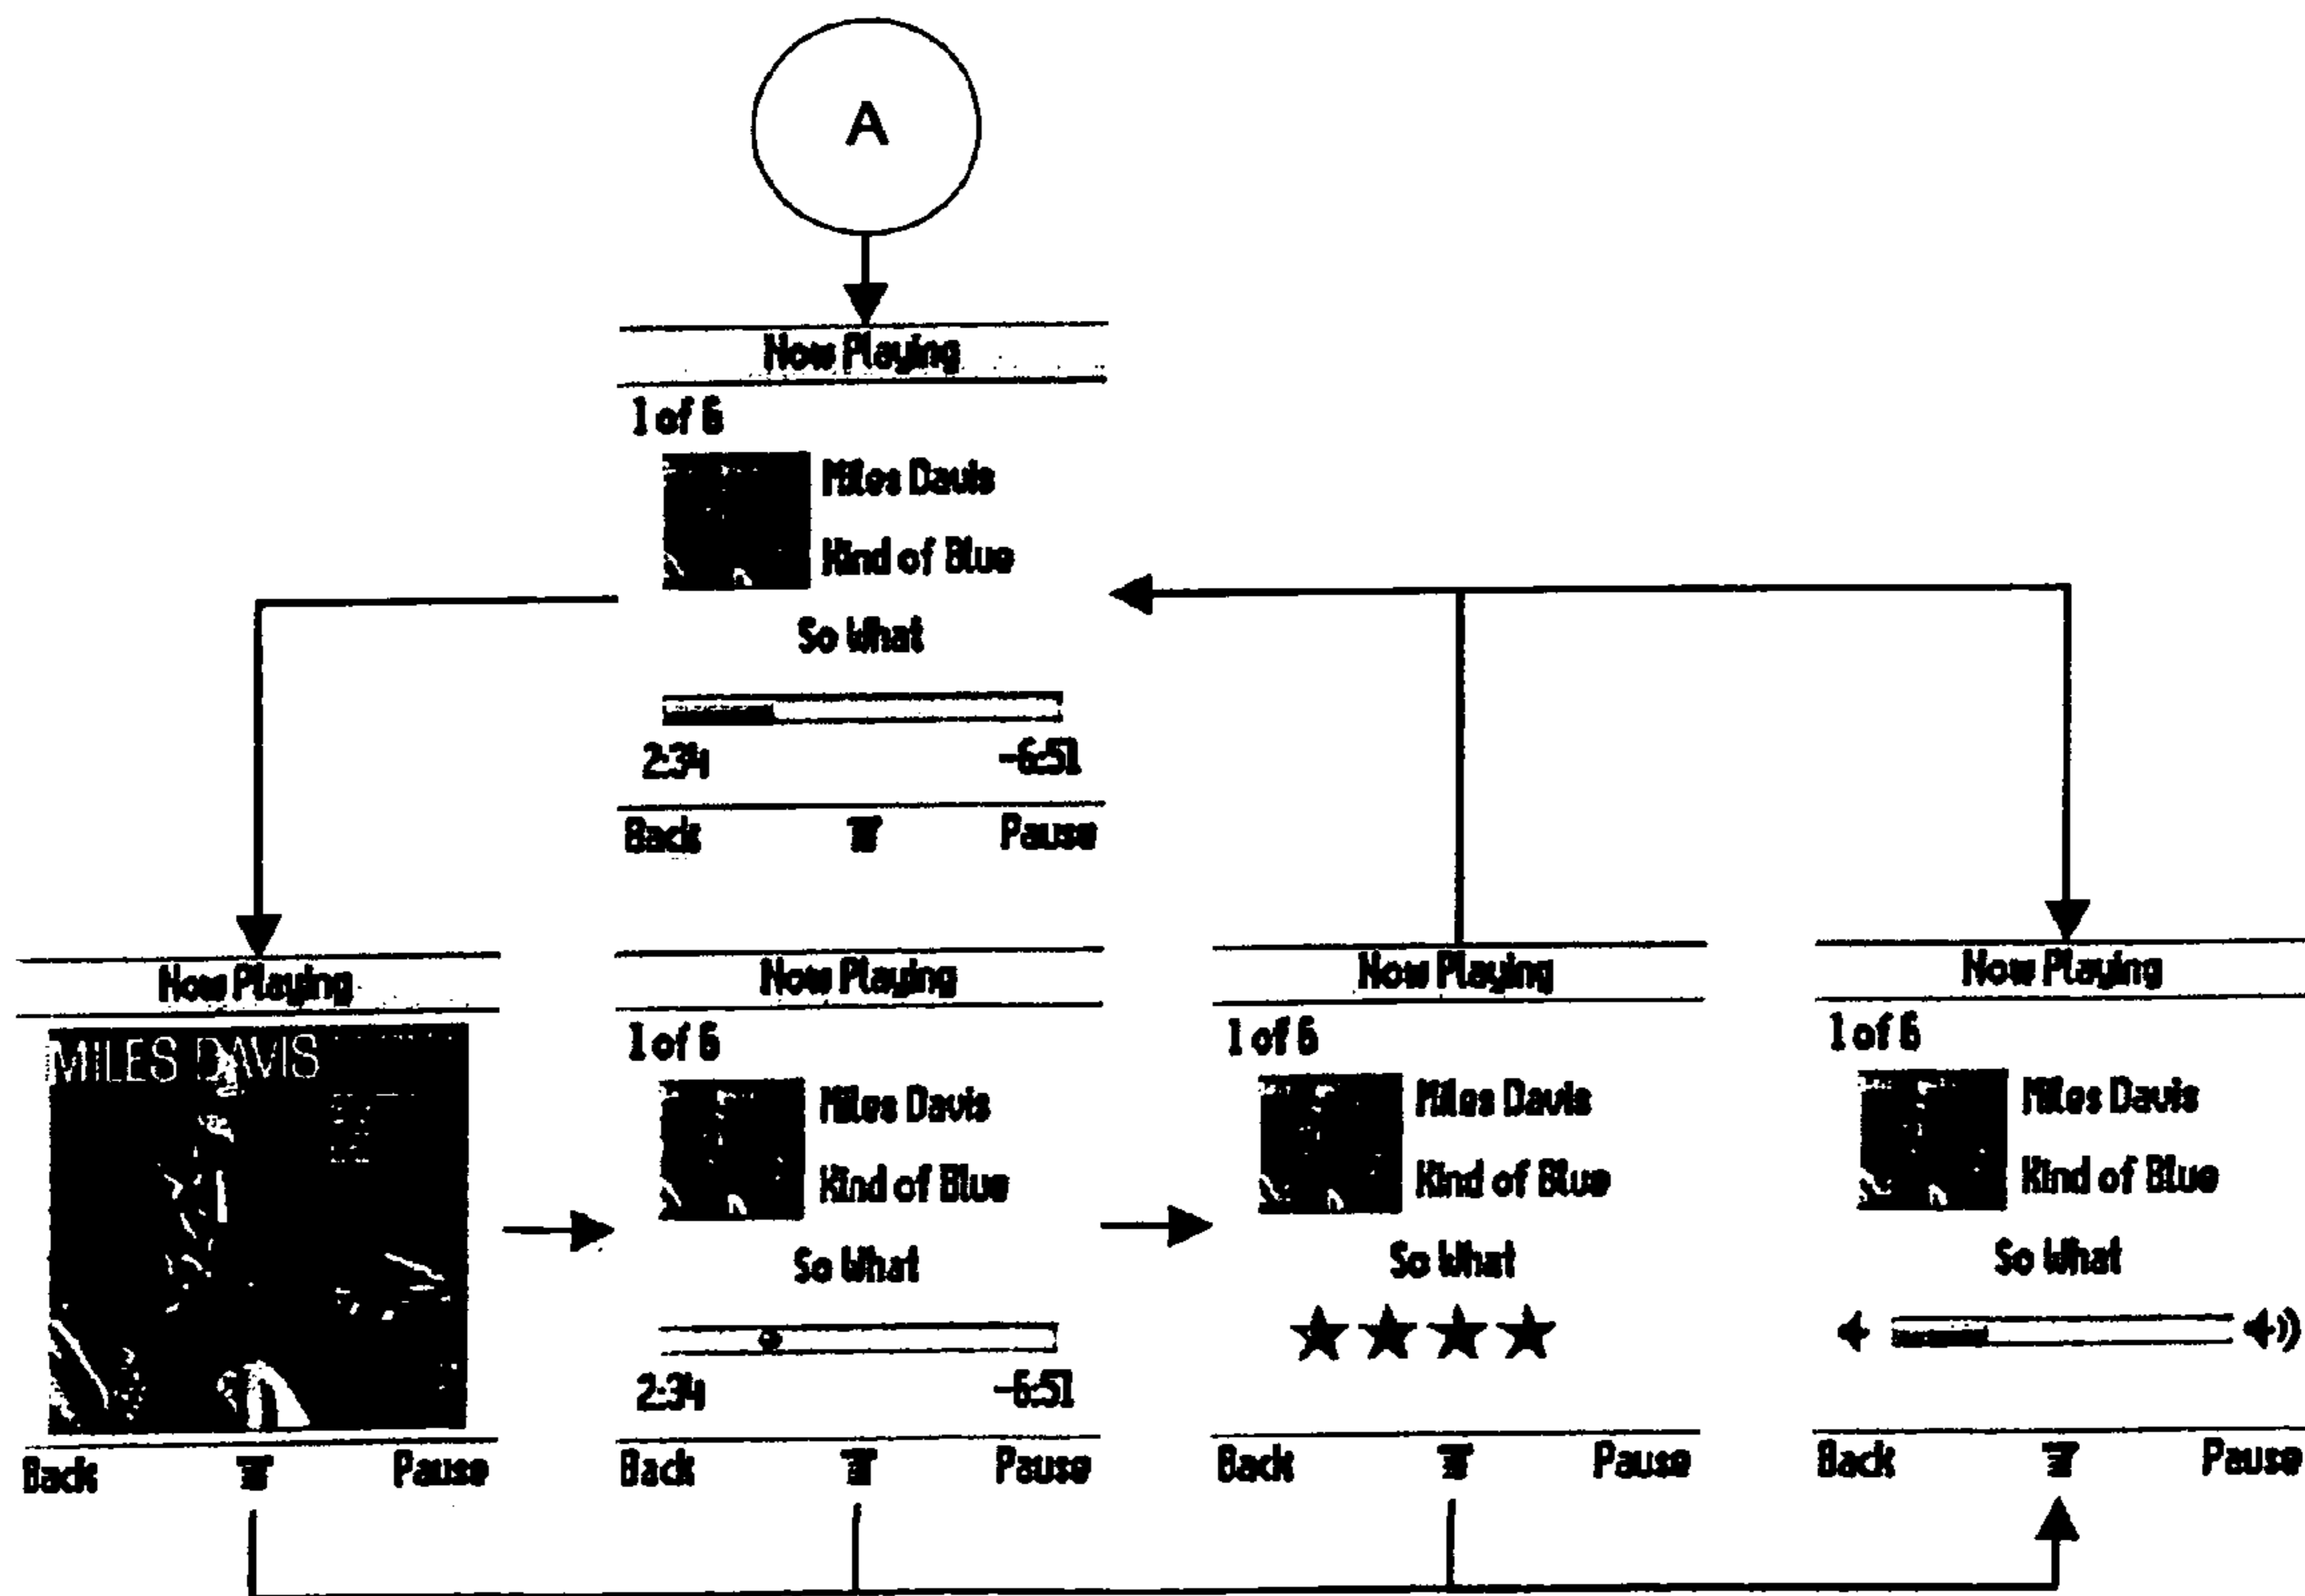 A
Now Playing
1 of 6
Miles Davis
Kind of Blue
So What
2:34 -6:51
Back Pause
Now Playing
MILES DAVIS
Back Pause
Now Playing
1 of 6
Miles Davis
Kind of Blue
So What
2:34 -6:51
Back Pause
Now Playing
1 of 6
Miles Davis
Kind of Blue
So What
Back Pause
Now Playing
1 of 6
Miles Davis
Kind of Blue
So What
Back Pause